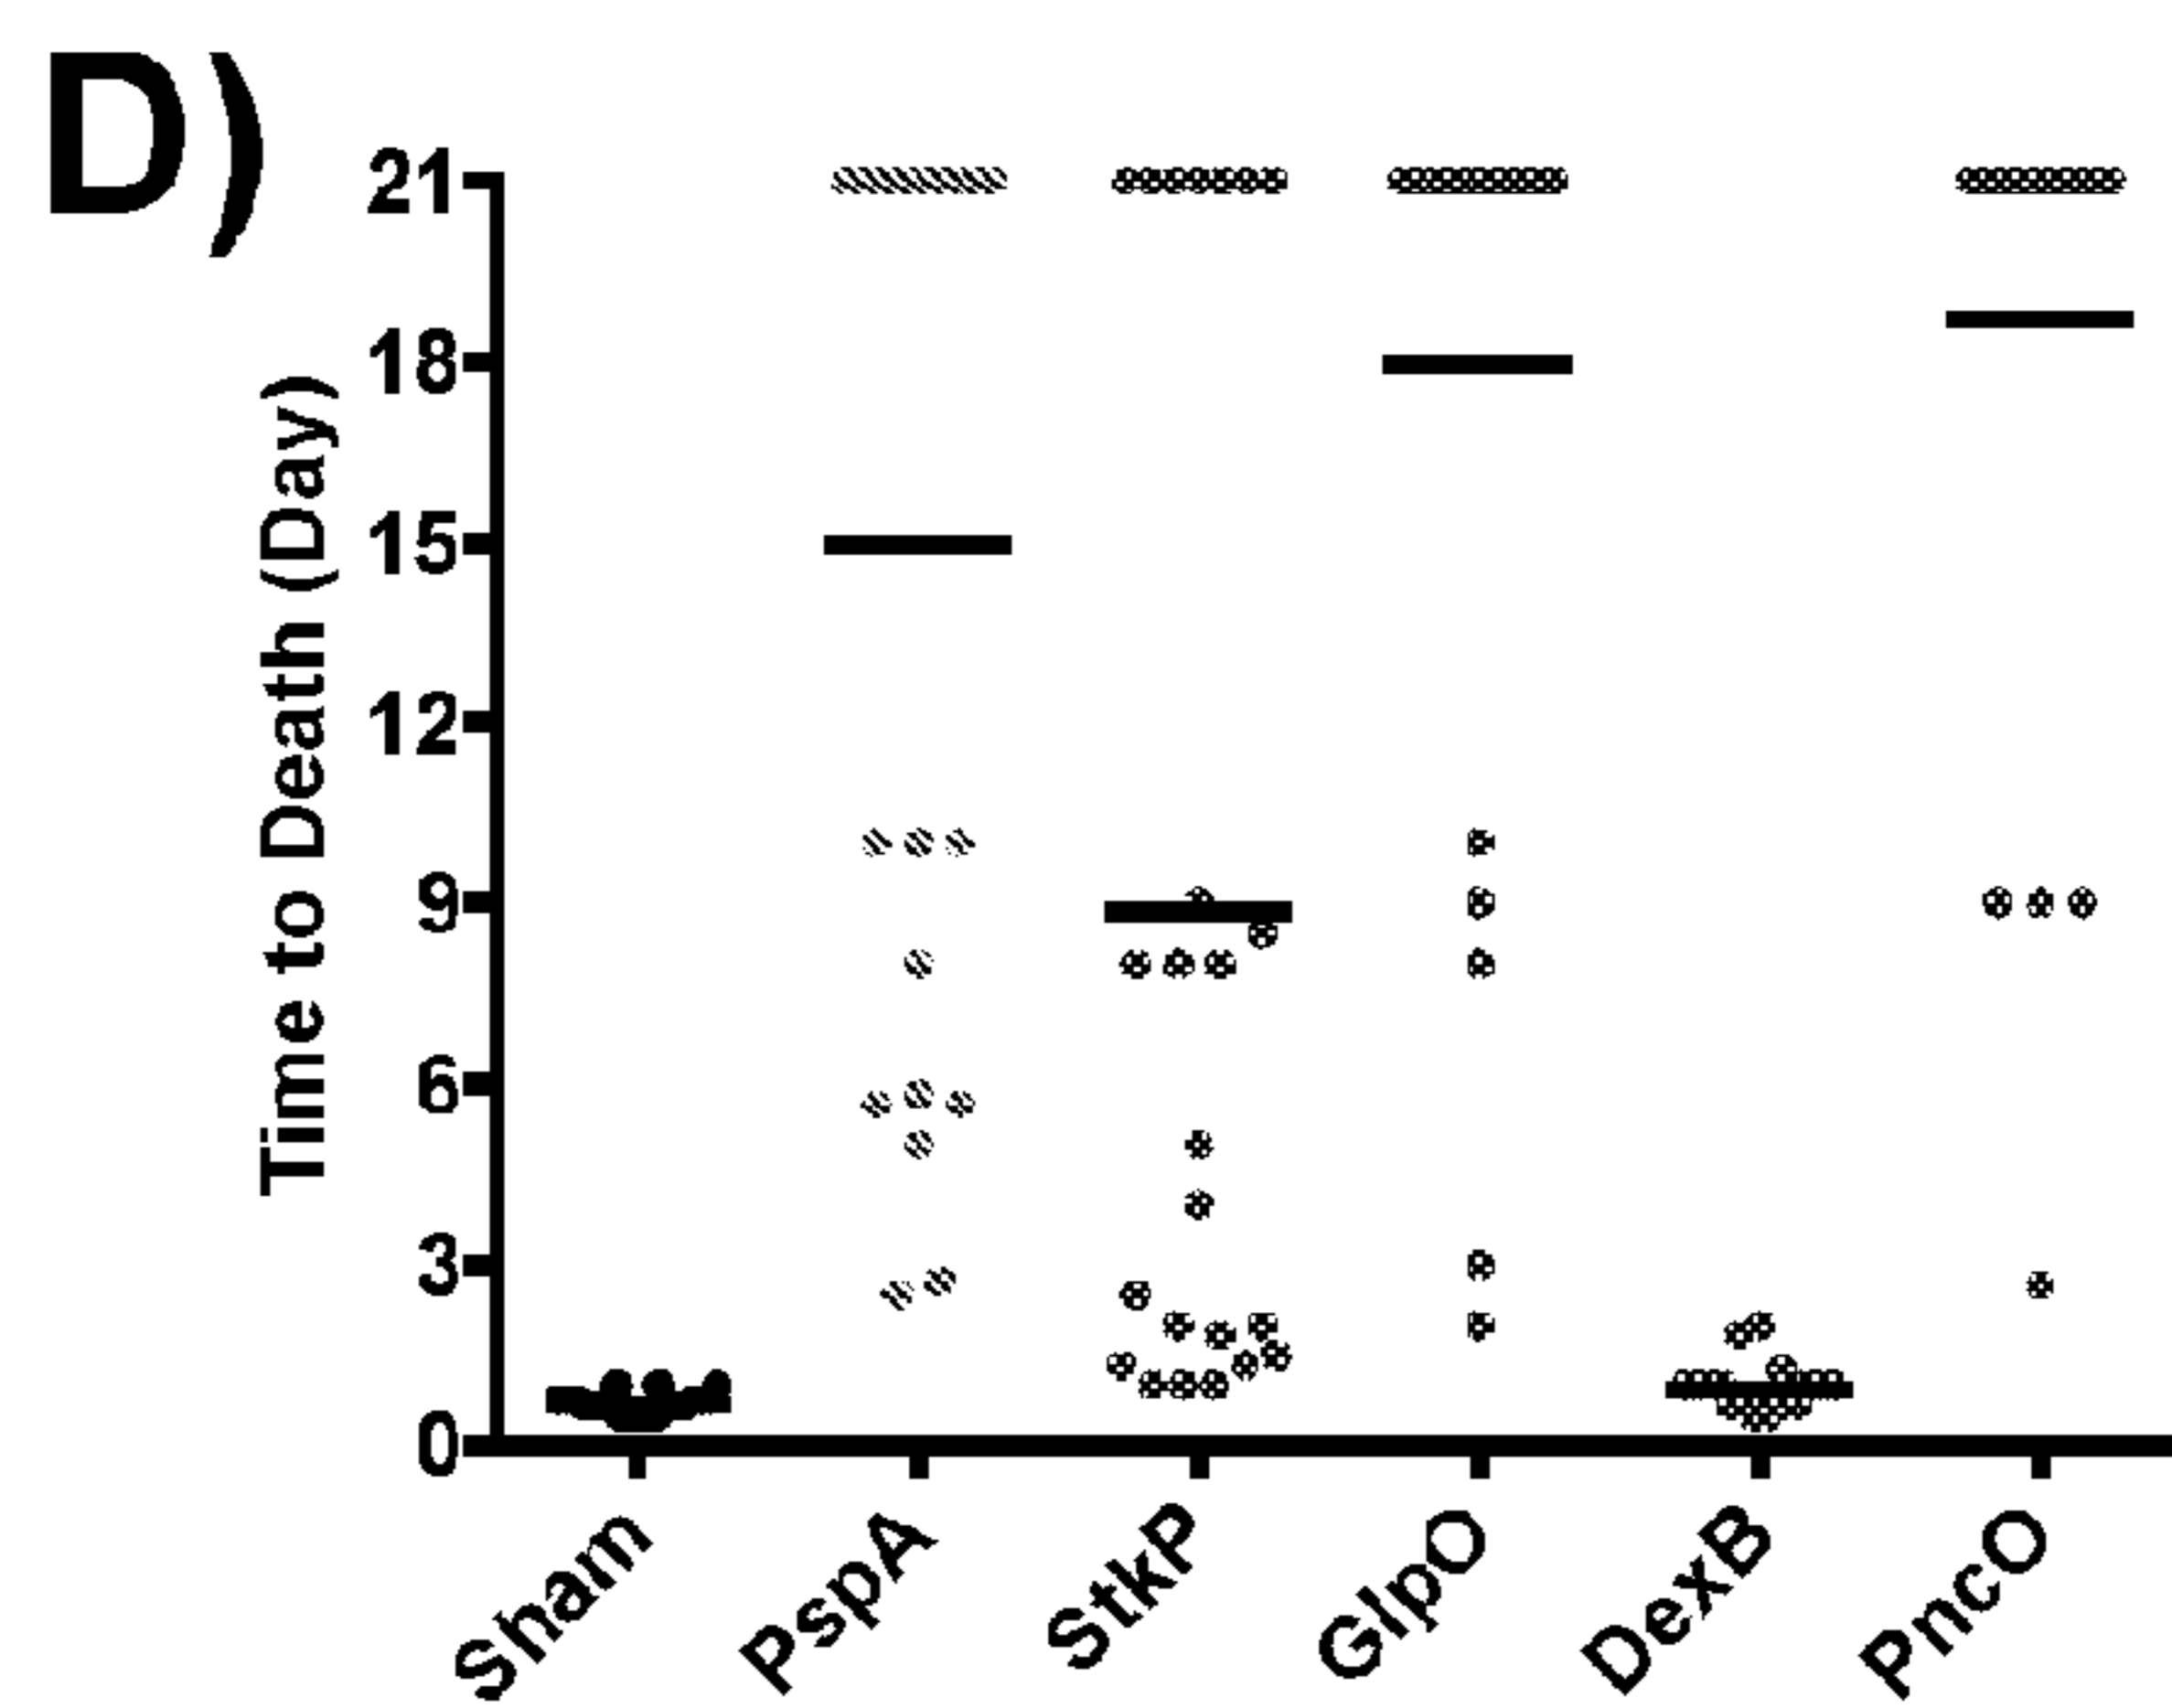 D)
Time to Death (Day)
21
18
15
12
9
6
3
0
Sham
PspA
StkP
GlpO
DexB
PncO